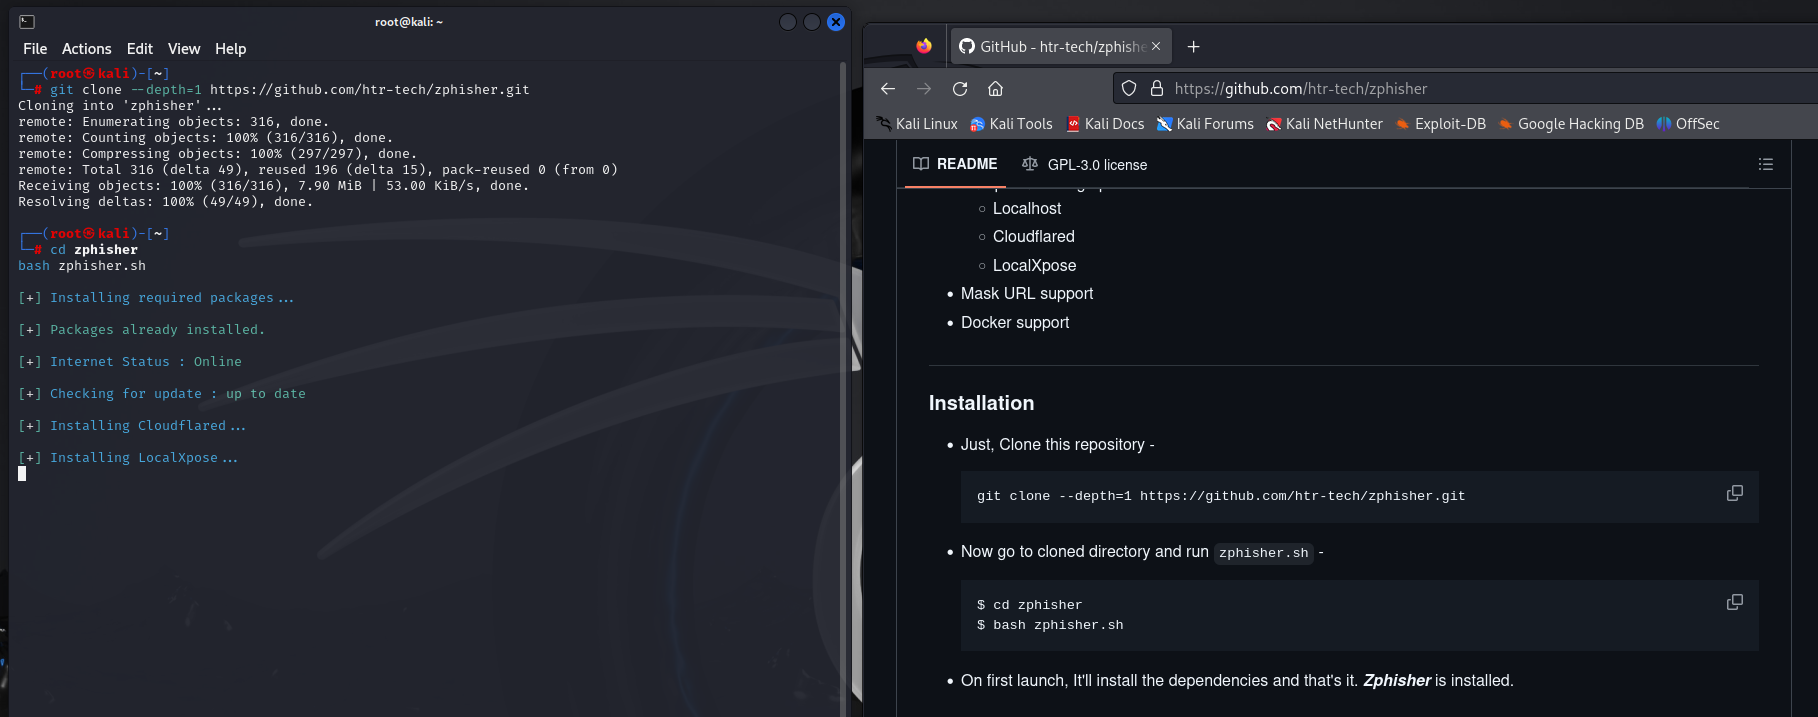 root@kali: ~
File Actions Edit View Help
┌──(root㉿kali)-[~]
└─# git clone --depth=1 https://github.com/htr-tech/zphisher.git
Cloning into 'zphisher'...
remote: Enumerating objects: 316, done.
remote: Counting objects: 100% (316/316), done.
remote: Compressing objects: 100% (297/297), done.
remote: Total 316 (delta 49), reused 196 (delta 15), pack-reused 0 (from 0)
Receiving objects: 100% (316/316), 7.90 MiB | 53.00 KiB/s, done.
Resolving deltas: 100% (49/49), done.
┌──(root㉿kali)-[~]
└─# cd zphisher
bash zphisher.sh
[+] Installing required packages...
[+] Packages already installed.
[+] Internet Status : Online
[+] Checking for update : up to date
[+] Installing Cloudflared...
[+] Installing LocalXpose...
GitHub - htr-tech/zphishe
https://github.com/htr-tech/zphisher
Kali Linux Kali Tools Kali Docs Kali Forums Kali NetHunter Exploit-DB Google Hacking DB OffSec
README GPL-3.0 license
Localhost
Cloudflared
LocalXpose
Mask URL support
Docker support
Installation
Just, Clone this repository -
git clone --depth=1 https://github.com/htr-tech/zphisher.git
Now go to cloned directory and run zphisher.sh -
$ cd zphisher
$ bash zphisher.sh
On first launch, It'll install the dependencies and that's it. Zphisher is installed.